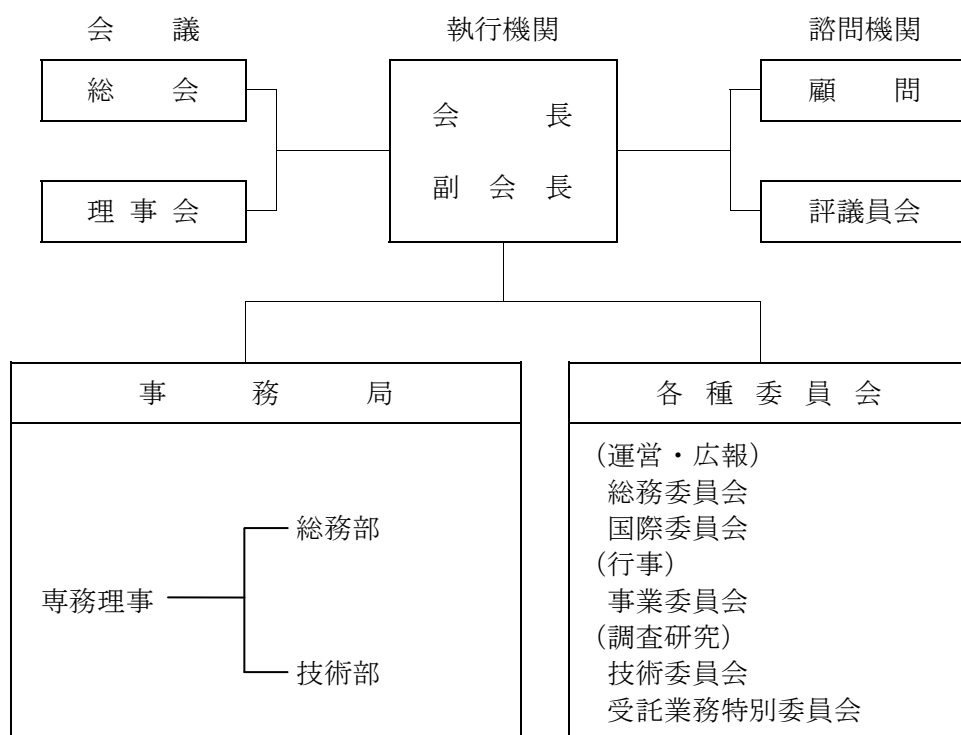 会議
執行機関
諮問機関
総会
会長
副会長
顧問
理事会
評議員会
事務局
各種委員会
専務理事
総務部
技術部
(運営・広報)
総務委員会
国際委員会
(行事)
事業委員会
(調査研究)
技術委員会
受託業務特別委員会